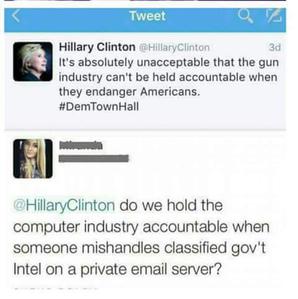 Tweet
Hillary Clinton @HillaryClinton 3d
It's absolutely unacceptable that the gun
industry can't be held accountable when
they endanger Americans.
#DemTownHall
@HillaryClinton do we hold the
computer industry accountable when
someone mishandles classified gov't
Intel on a private email server?